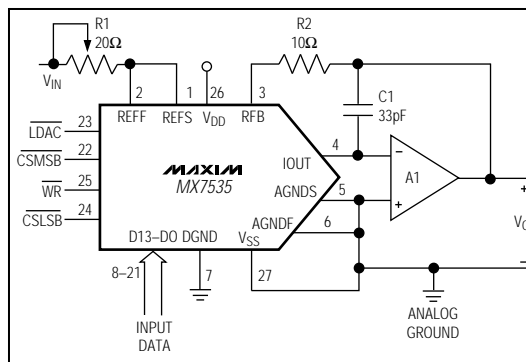 R1
20Ω
R2
10Ω
VIN
2
1
26
3
REFF
REFS
VDD
RFB
C1
33pF
LDAC
23
CSMSB
22
WR
25
CSLSB
24
MAXIM
MX7535
IOUT
4
AGNDS
5
AGNDF
6
A1
−
+
D13–DO
DGND
VSS
8–21
7
27
INPUT
DATA
ANALOG
GROUND
+
−